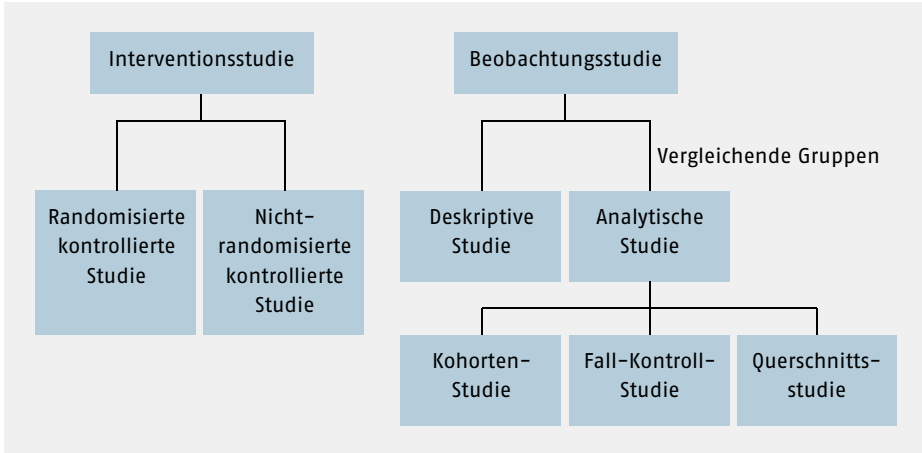 Interventionsstudie
Beobachtungsstudie
Vergleichende Gruppen
Randomisierte
kontrollierte
Studie
Nicht-
randomisierte
kontrollierte
Studie
Deskriptive
Studie
Analytische
Studie
Kohorten-
Studie
Fall-Kontroll-
Studie
Querschnitts-
studie